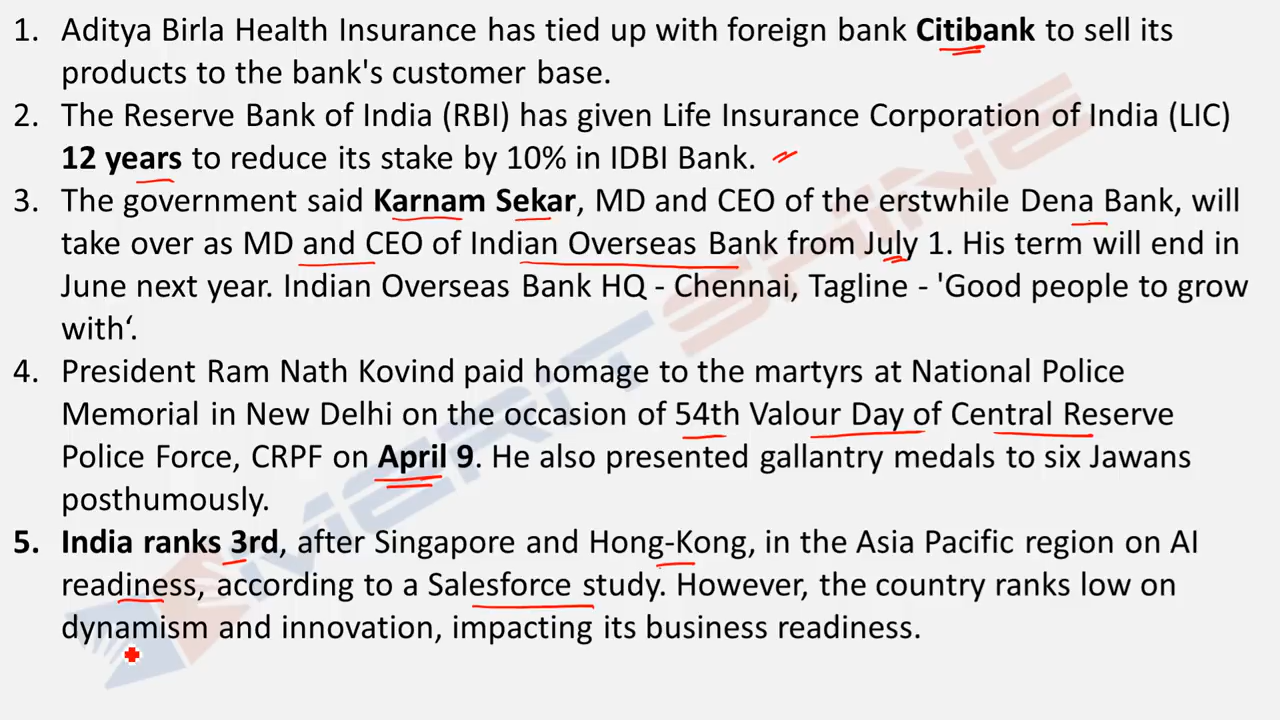 1. Aditya Birla Health Insurance has tied up with foreign bank Citibank to sell its
products to the bank's customer base.
2. The Reserve Bank of India (RBI) has given Life Insurance Corporation of India (LIC)
12 years to reduce its stake by 10% in IDBI Bank.
3. The government said Karnam Sekar, MD and CEO of the erstwhile Dena Bank, will
take over as MD and CEO of Indian Overseas Bank from July 1. His term will end in
June next year. Indian Overseas Bank HQ - Chennai, Tagline - 'Good people to grow
with‘.
4. President Ram Nath Kovind paid homage to the martyrs at National Police
Memorial in New Delhi on the occasion of 54th Valour Day of Central Reserve
Police Force, CRPF on April 9. He also presented gallantry medals to six Jawans
posthumously.
5. India ranks 3rd, after Singapore and Hong-Kong, in the Asia Pacific region on AI
readiness, according to a Salesforce study. However, the country ranks low on
dynamism and innovation, impacting its business readiness.
MERITSHINE